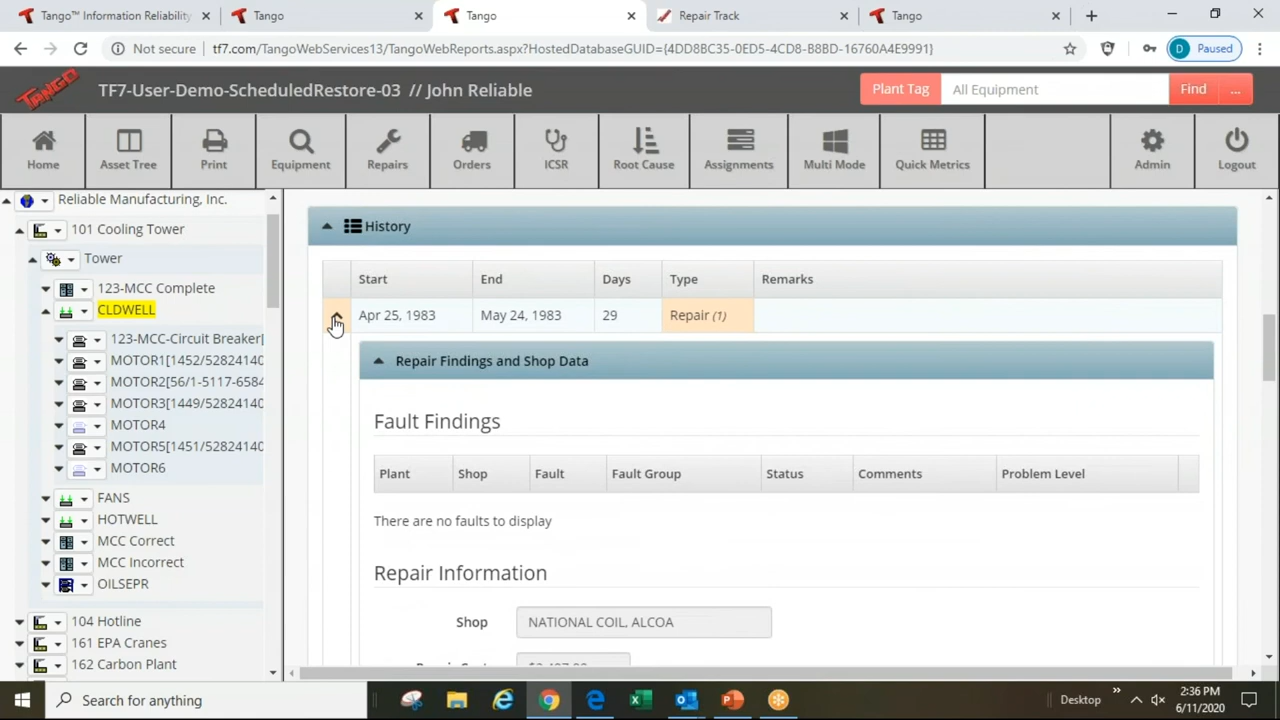 Tango™ Information Reliability
Tango
Tango
Repair Track
Tango
Not secure
tf7.com/TangoWebServices13/TangoWebReports.aspx?HostedDatabaseGUID={4DD8BC35-0ED5-4CD8-B8BD-16760A4E9991}
D Paused
TANGO
TF7-User-Demo-ScheduledRestore-03 // John Reliable
Plant Tag
All Equipment
Find
...
Home
Asset Tree
Print
Equipment
Repairs
Orders
ICSR
Root Cause
Assignments
Multi Mode
Quick Metrics
Admin
Logout
Reliable Manufacturing, Inc.
101 Cooling Tower
Tower
123-MCC Complete
CLDWELL
123-MCC-Circuit Breaker[
MOTOR1[1452/52824140
MOTOR2[56/1-5117-6584
MOTOR3[1449/52824140
MOTOR4
MOTOR5[1451/52824140
MOTOR6
FANS
HOTWELL
MCC Correct
MCC Incorrect
OILSEPR
104 Hotline
161 EPA Cranes
162 Carbon Plant
History
Start End Days Type Remarks
Apr 25, 1983 May 24, 1983 29 Repair (1)
Repair Findings and Shop Data
Fault Findings
Plant Shop Fault Fault Group Status Comments Problem Level
There are no faults to display
Repair Information
Shop NATIONAL COIL, ALCOA
Search for anything
Desktop
2:36 PM
6/11/2020